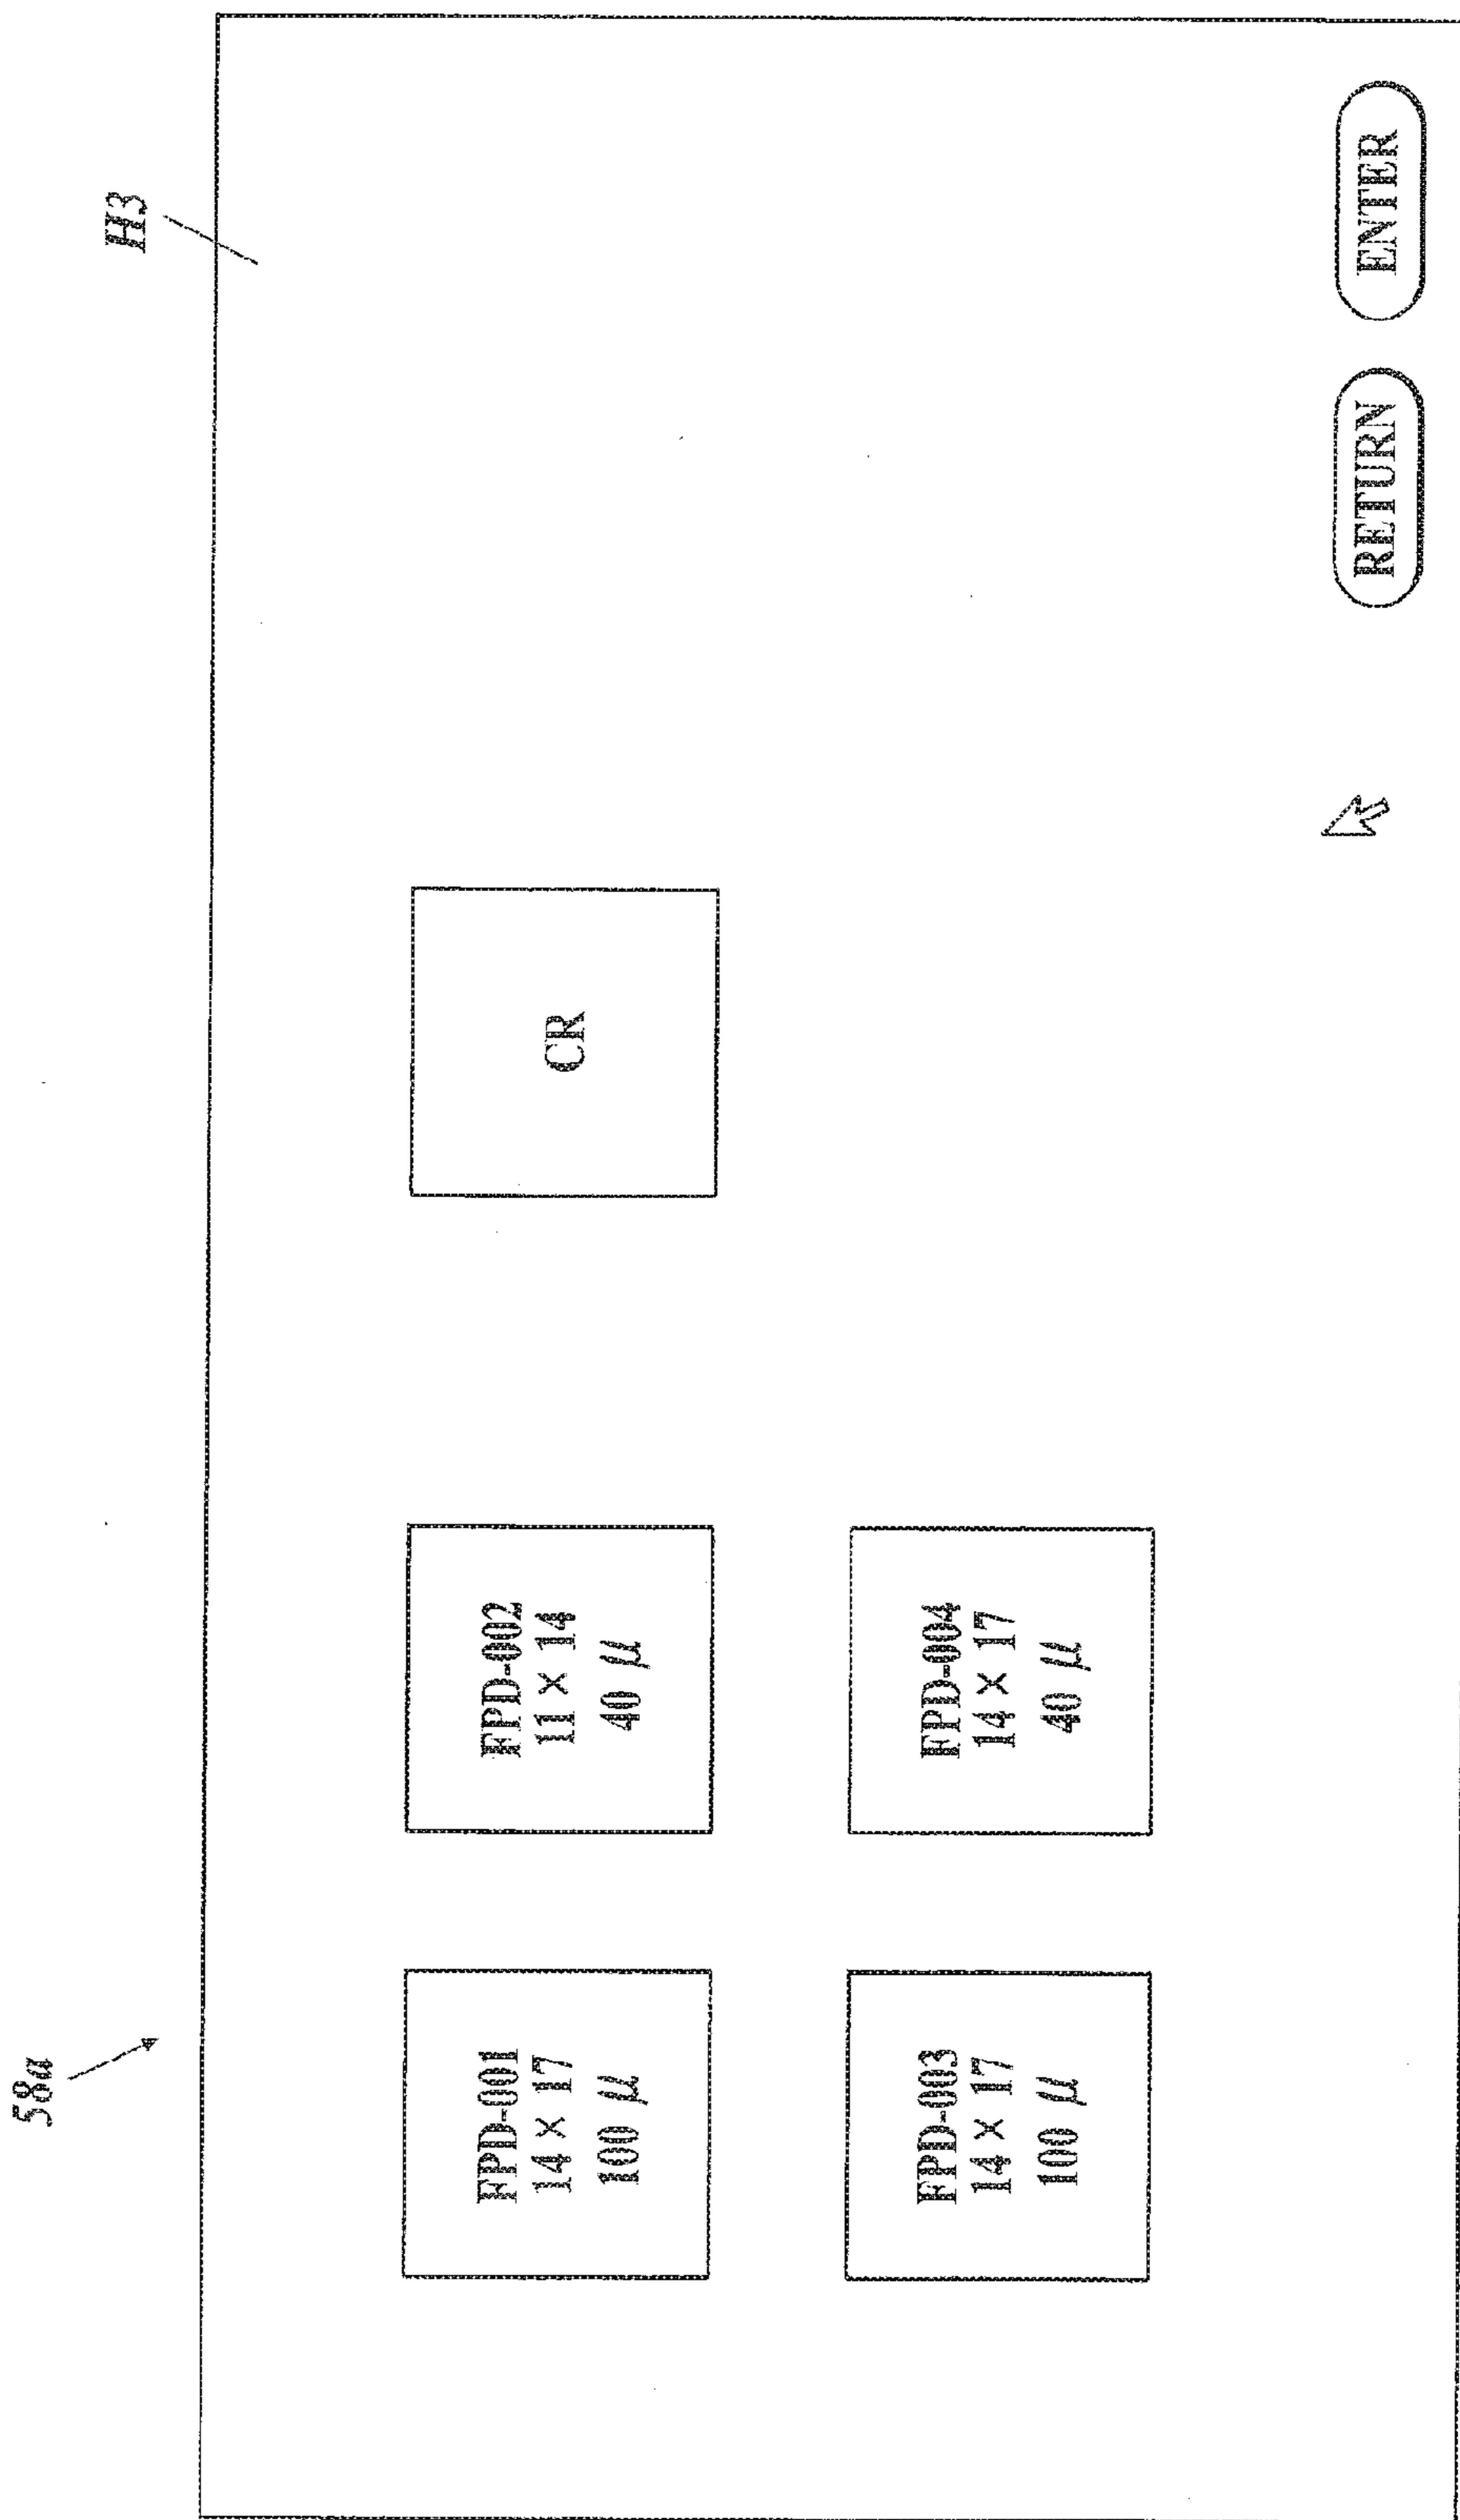 58a
H3
FPD-001
14 × 17
100 μ
FPD-002
11 × 14
40 μ
CR
FPD-003
14 × 17
100 μ
FPD-004
14 × 17
40 μ
RETURN
ENTER